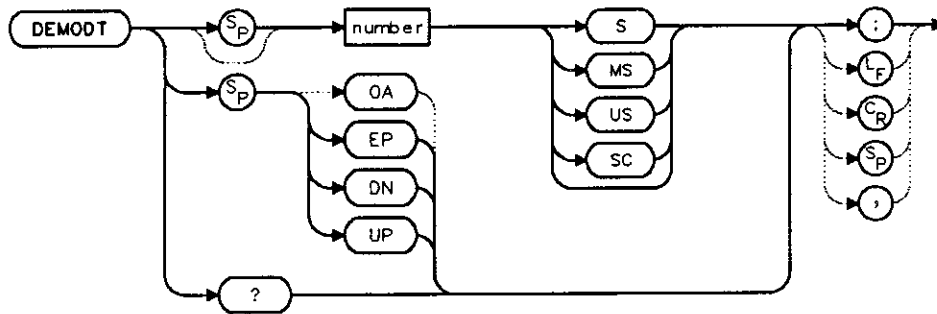 DEMODT
SP
number
S
MS
US
SC
;
LF
CR
SP
,
SP
OA
EP
DN
UP
?